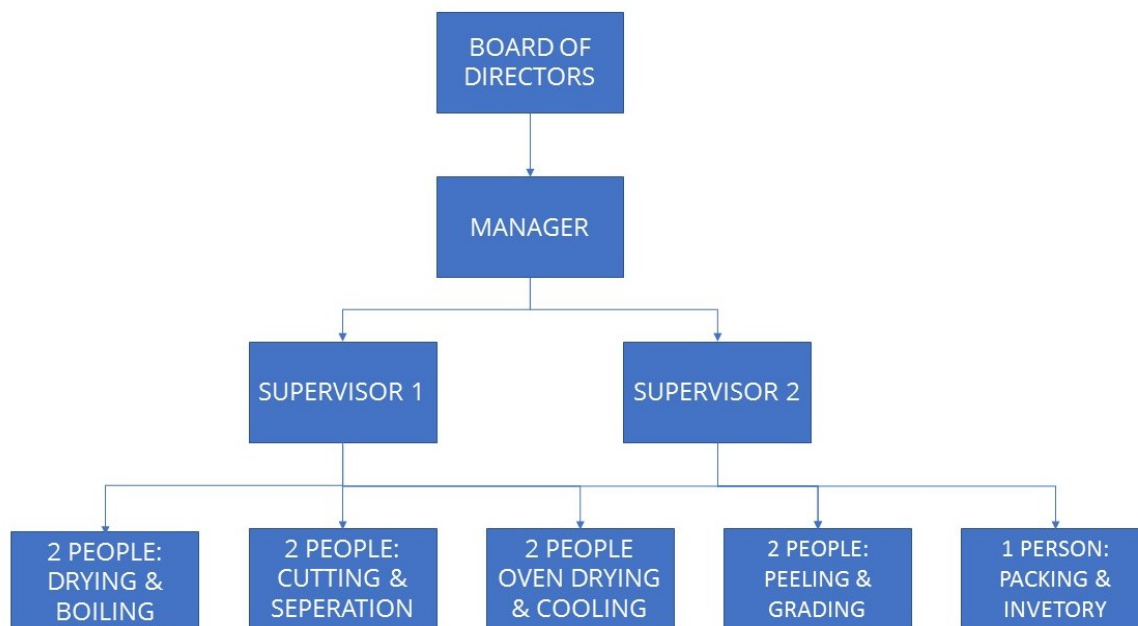 BOARD OF
DIRECTORS
MANAGER
SUPERVISOR 1
SUPERVISOR 2
2 PEOPLE:
DRYING &
BOILING
2 PEOPLE:
CUTTING &
SEPERATION
2 PEOPLE
OVEN DRYING
& COOLING
2 PEOPLE:
PEELING &
GRADING
1 PERSON:
PACKING &
INVETORY